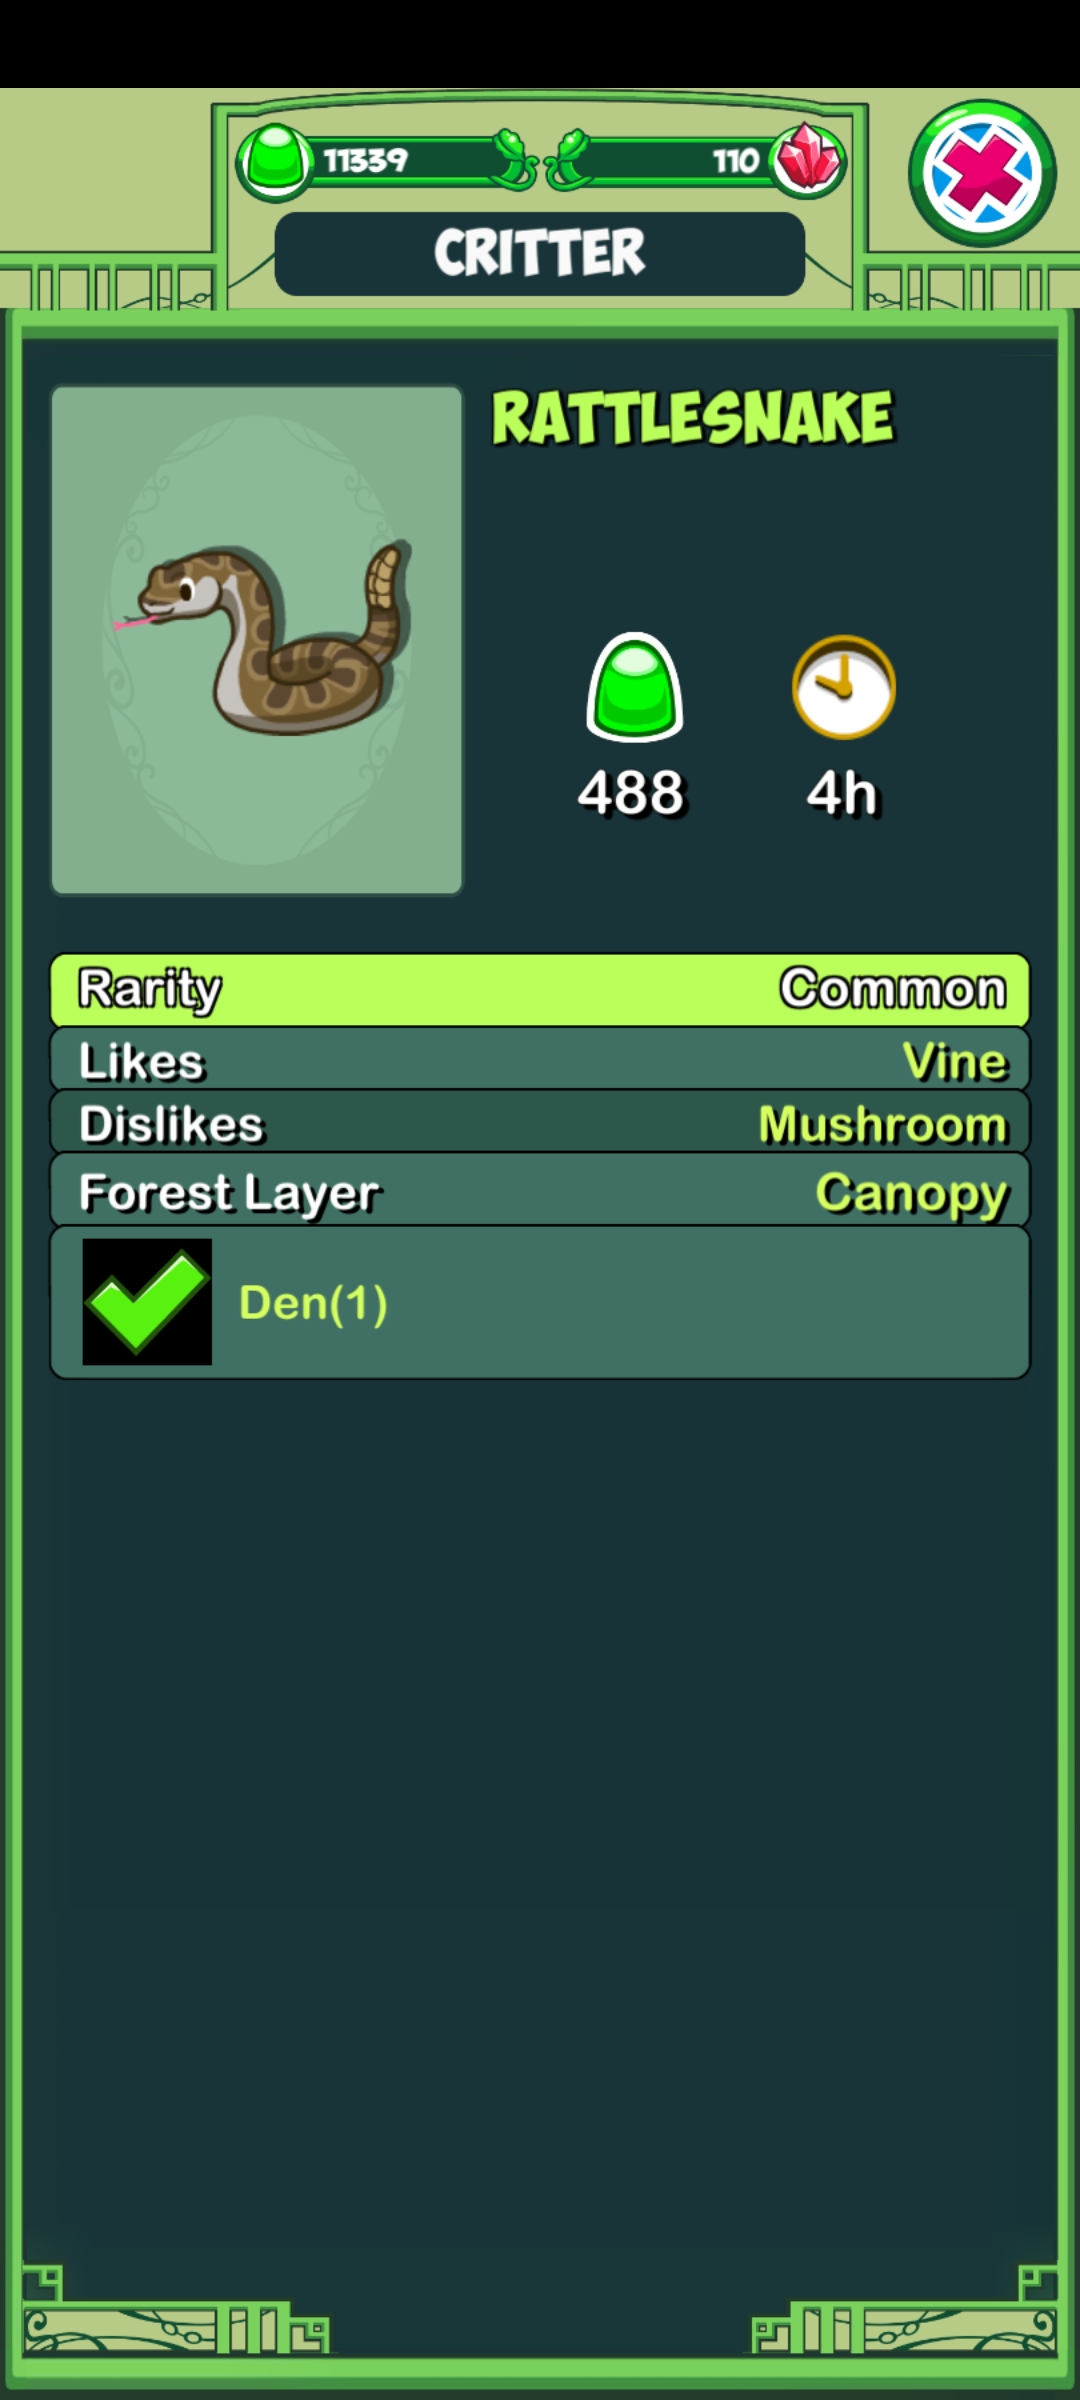 11339
110
CRITTER
RATTLESNAKE
488
4h
Rarity Common
Likes Vine
Dislikes Mushroom
Forest Layer Canopy
Den(1)